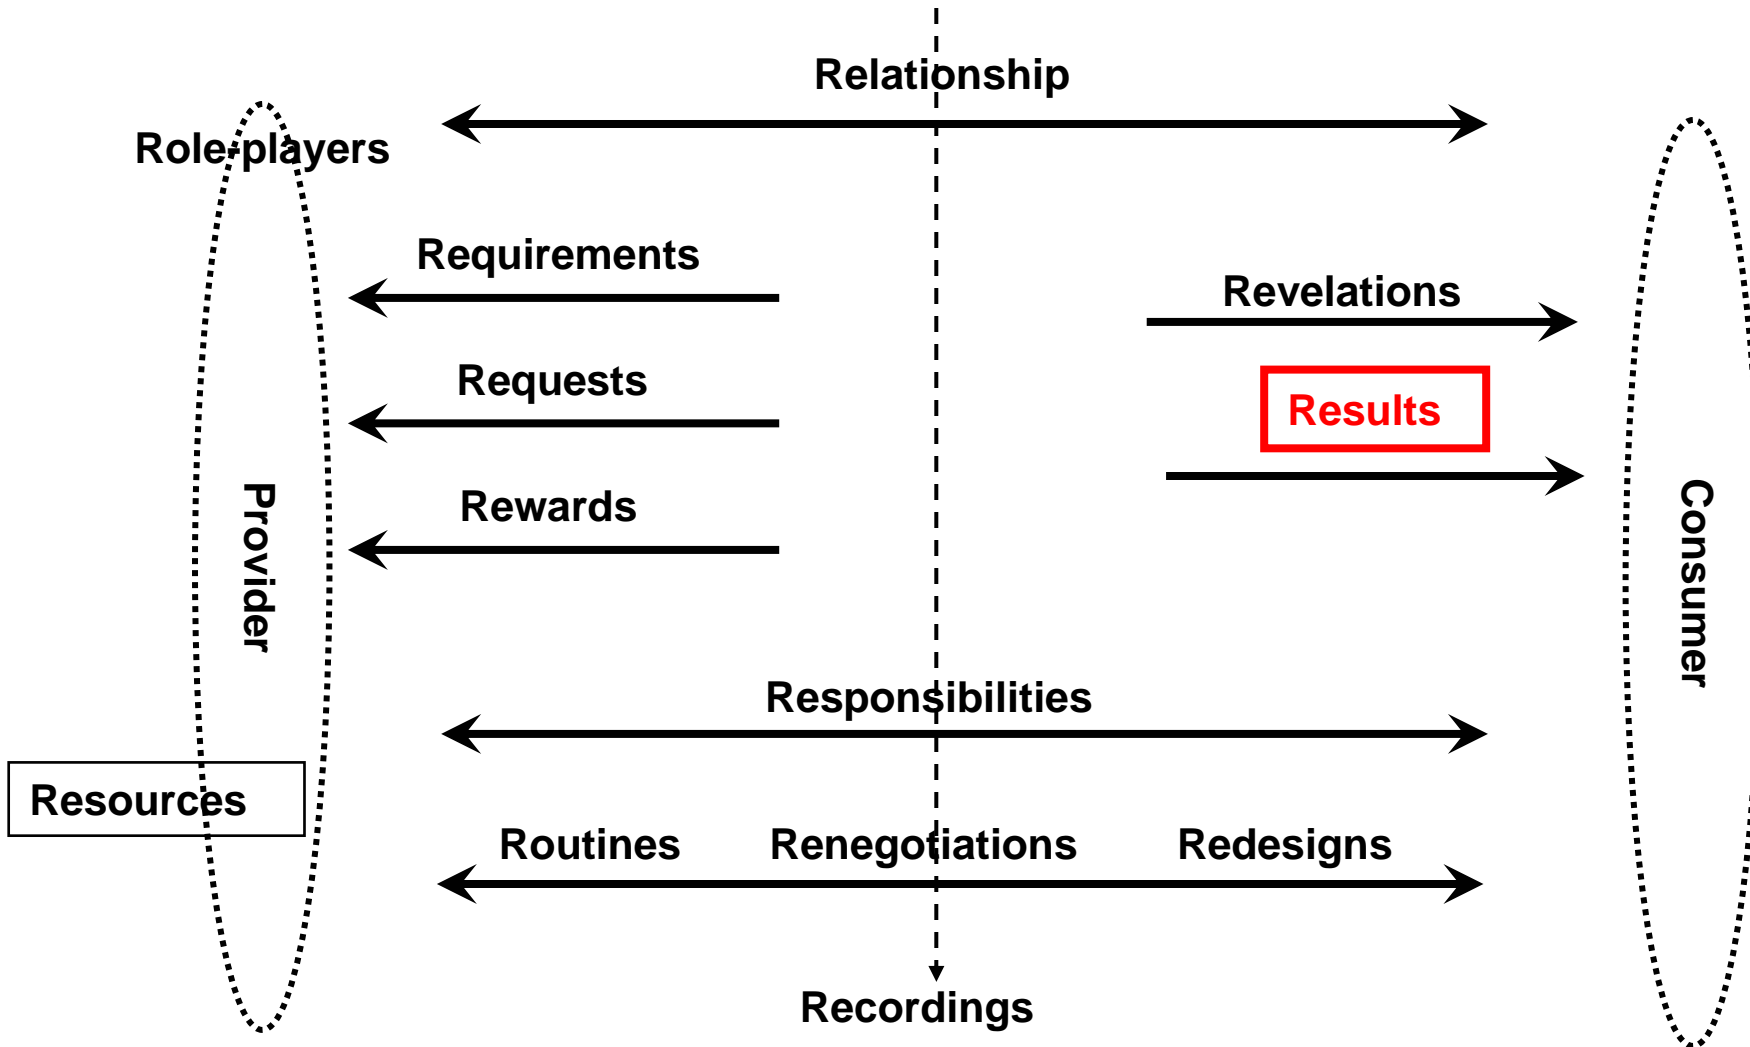 Relationship
Role-players
Requirements
Revelations
Requests
Results
Rewards
Provider
Consumer
Responsibilities
Resources
Routines Renegotiations Redesigns
Recordings